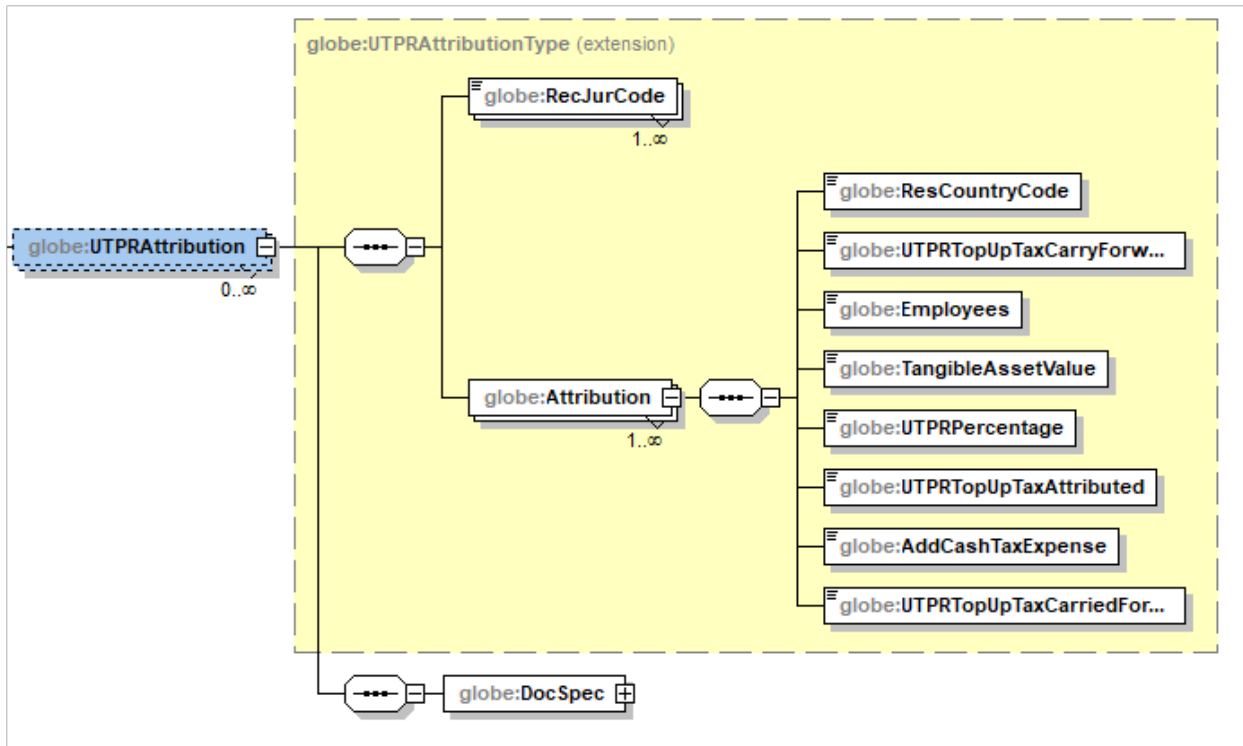 globe:UTPRAttributionType (extension)
globe:RecJurCode
1..∞
globe:ResCountryCode
globe:UTPRTopUpTaxCarryForw...
globe:UTPRAttribution
0..∞
globe:Employees
globe:TangibleAssetValue
globe:Attribution
1..∞
globe:UTPRPercentage
globe:UTPRTopUpTaxAttributed
globe:AddCashTaxExpense
globe:UTPRTopUpTaxCarriedFor...
globe:DocSpec